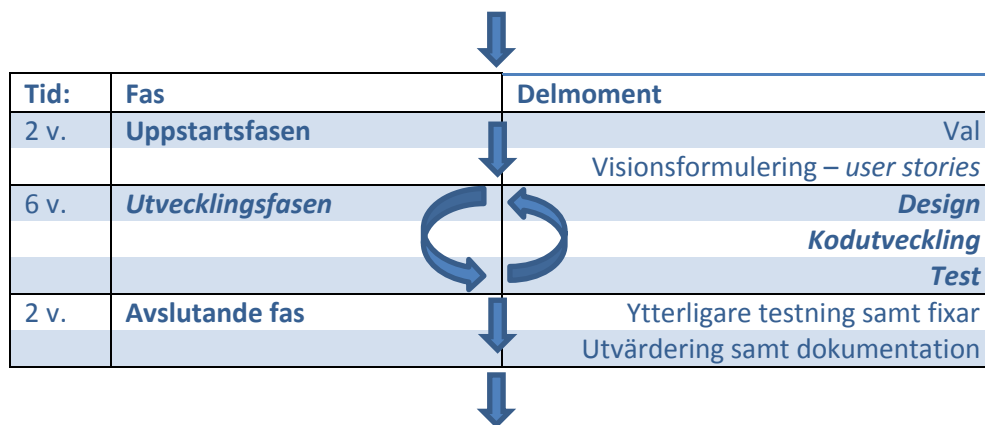 Tid: Fas Delmoment
2 v. Uppstartsfasen Val
Visionsformulering – user stories
6 v. Utvecklingsfasen Design
Kodutveckling
Test
2 v. Avslutande fas Ytterligare testning samt fixar
Utvärdering samt dokumentation